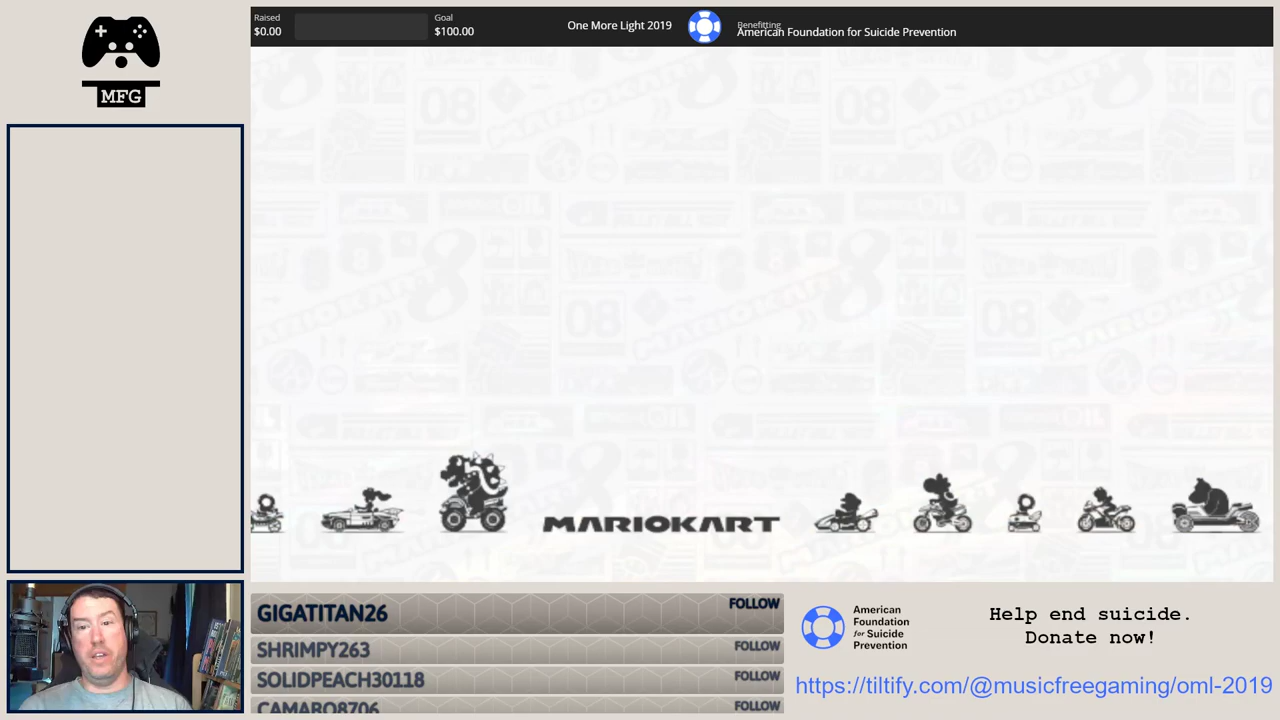 MFG
Raised
$0.00
Goal
$100.00
One More Light 2019
Benefitting
American Foundation for Suicide Prevention
MARIOKART
GIGATITAN26 FOLLOW
SHRIMPY263 FOLLOW
SOLIDPEACH30118 FOLLOW
CAMARO8706 FOLLOW
American
Foundation
for Suicide
Prevention
Help end suicide.
Donate now!
https://tiltify.com/@musicfreegaming/oml-2019